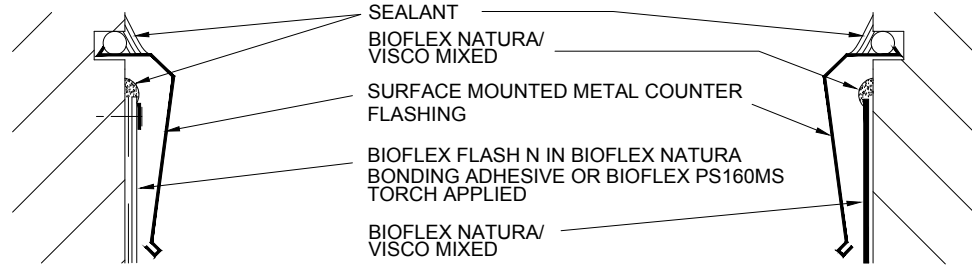 SEALANT
BIOFLEX NATURA/
VISCO MIXED
SURFACE MOUNTED METAL COUNTER
FLASHING
BIOFLEX FLASH N IN BIOFLEX NATURA
BONDING ADHESIVE OR BIOFLEX PS160MS
TORCH APPLIED
BIOFLEX NATURA/
VISCO MIXED